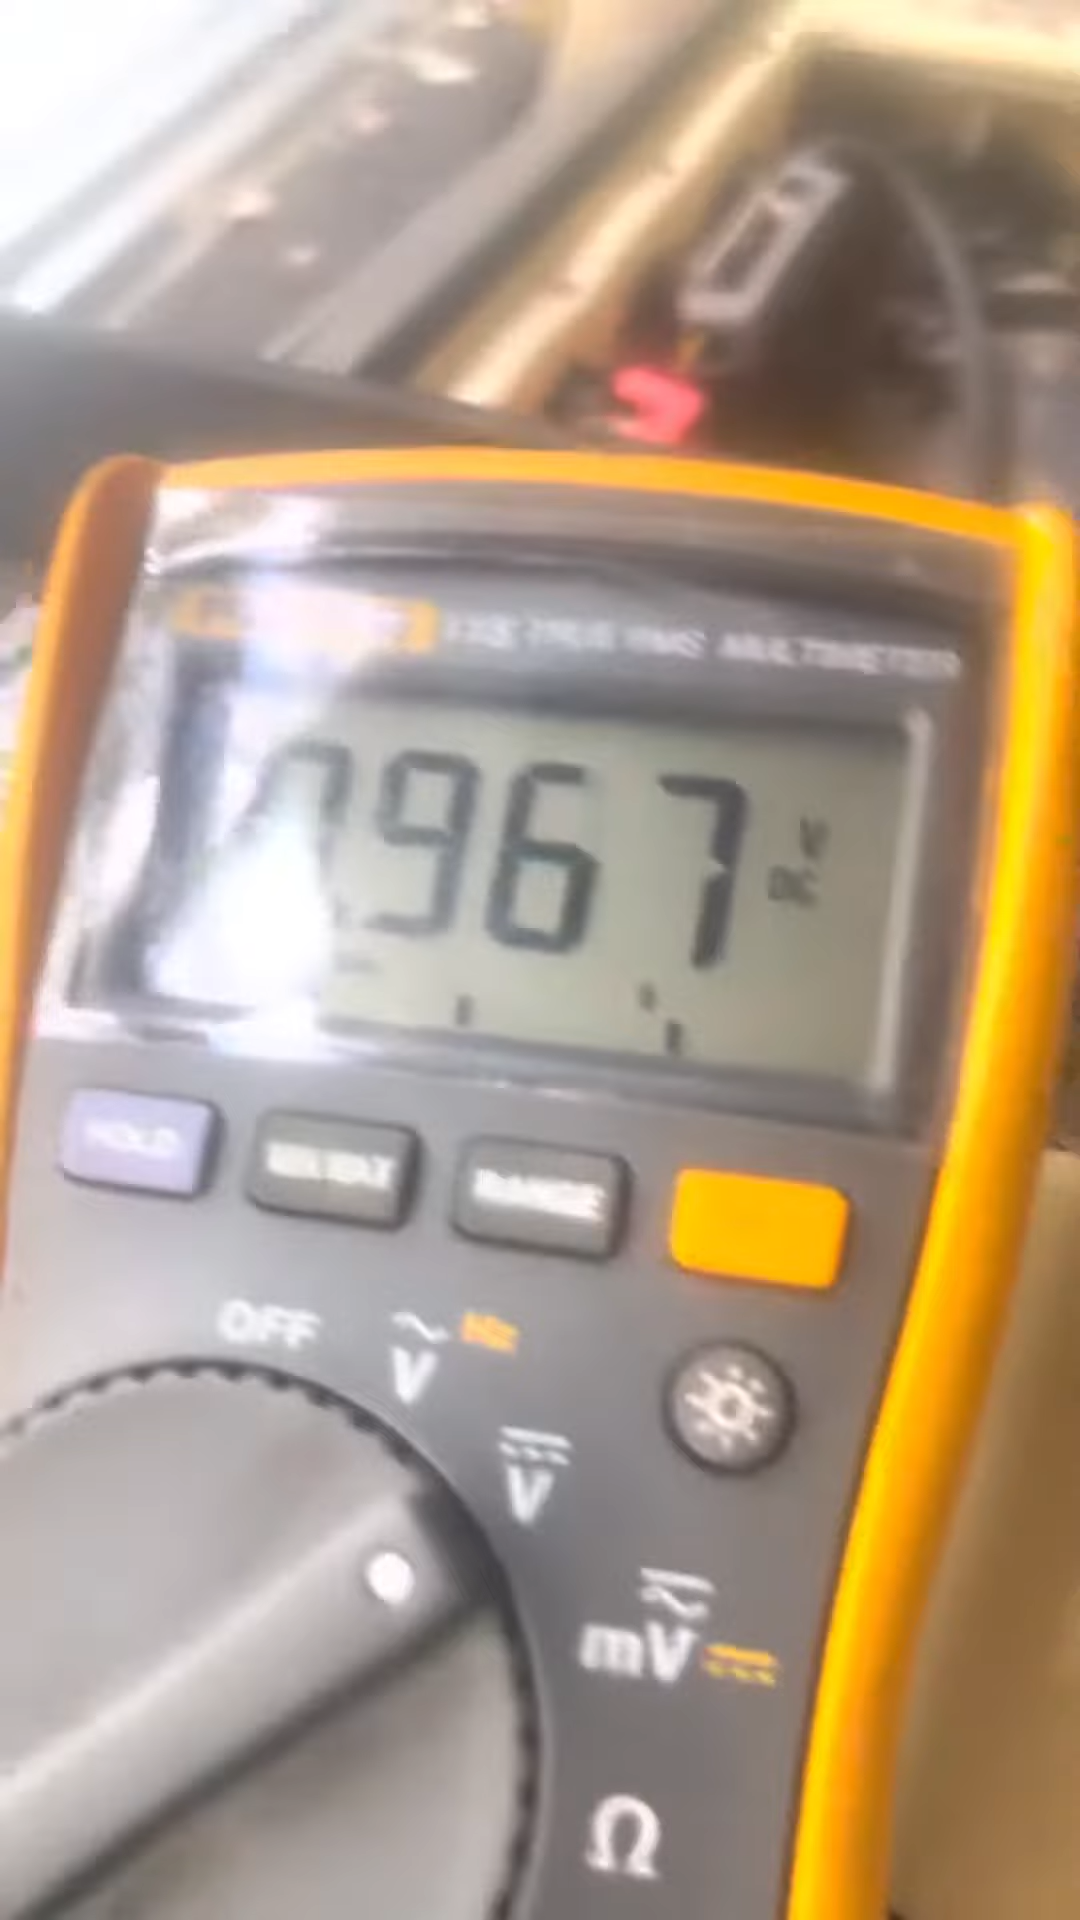 TRUE RMS MULTIMETER
967 V
DC
HOLD
MIN MAX
RANGE
OFF
V Hz
V
mV
Ω